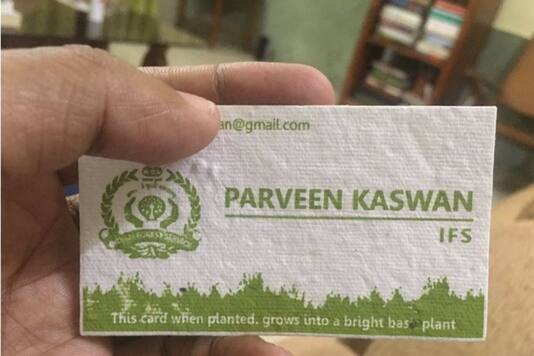 an@gmail.com
PARVEEN KASWAN
IFS
This card when planted. grows into a bright plant